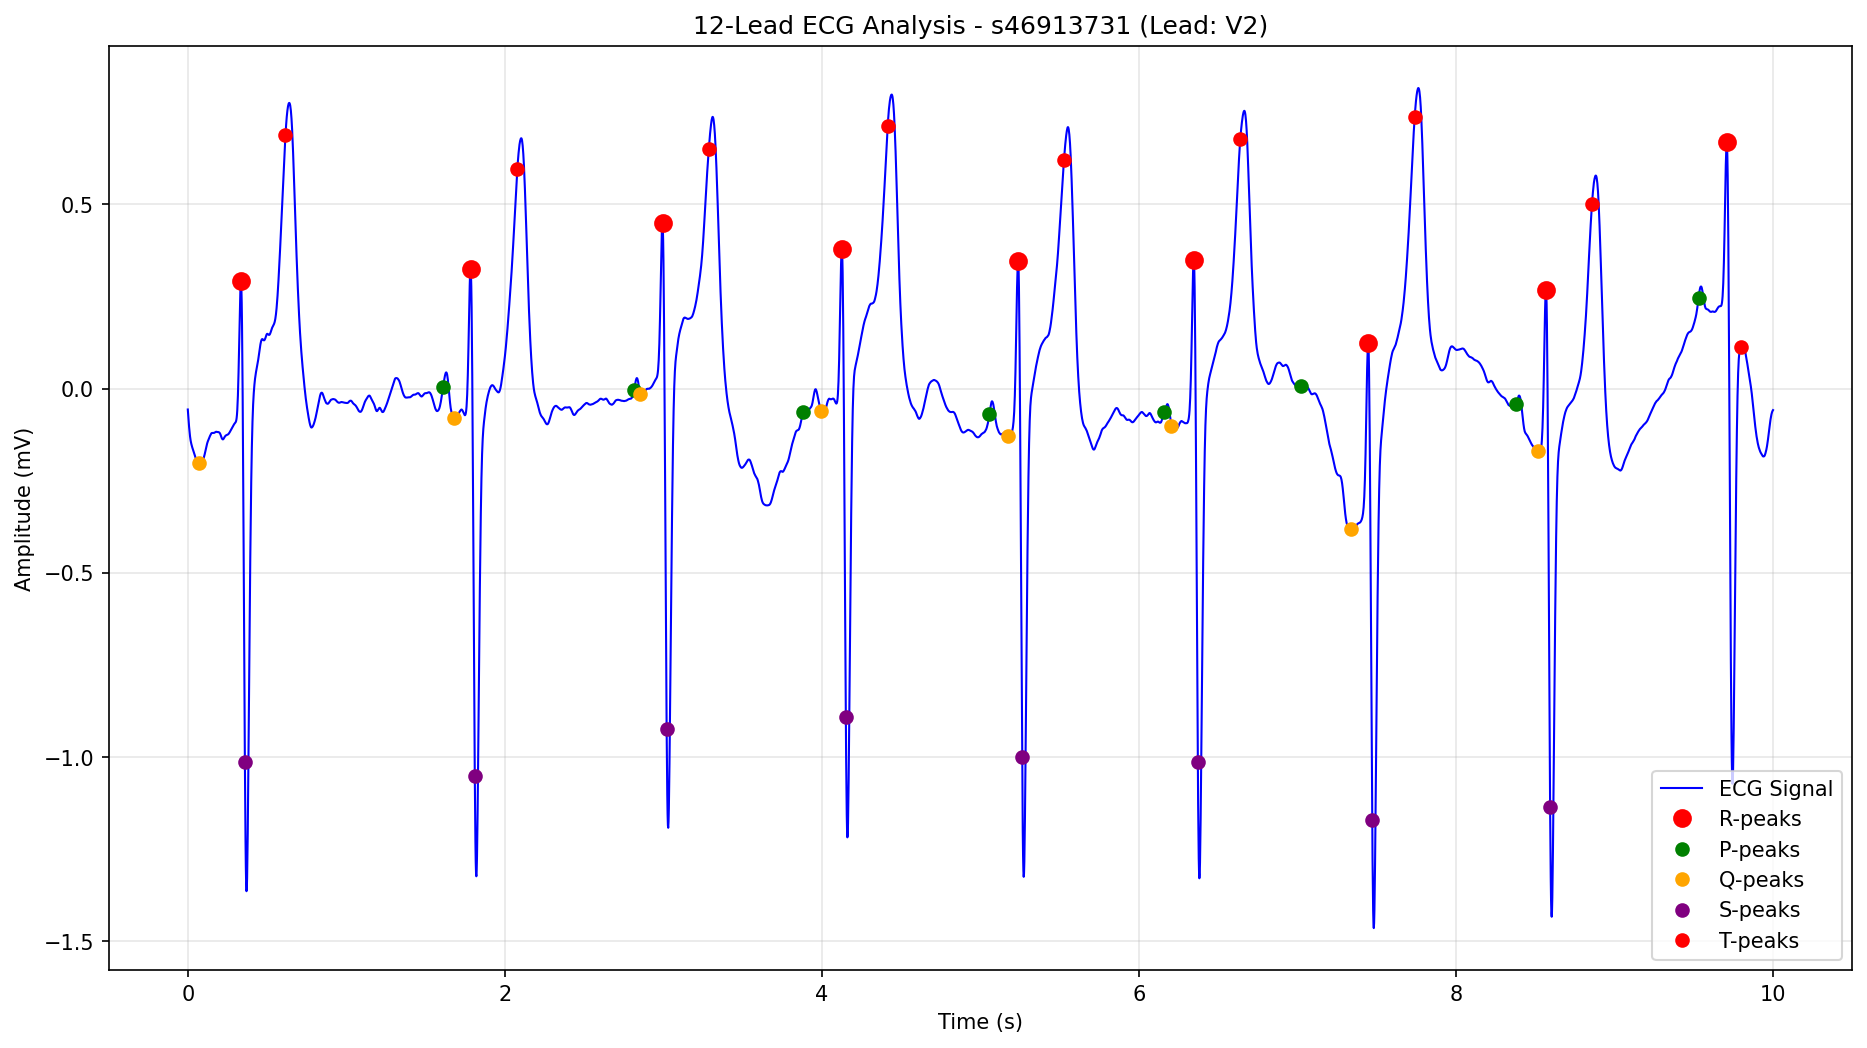 12-Lead ECG Analysis - s46913731 (Lead: V2)
Amplitude (mV)
0.5
0.0
−0.5
−1.0
−1.5
ECG Signal
R-peaks
P-peaks
Q-peaks
S-peaks
T-peaks
0 2 4 6 8 10
Time (s)